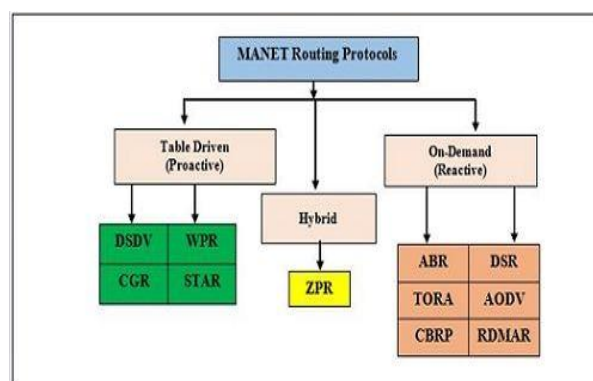 MANET Routing Protocols
Table Driven
(Proactive)
On-Demand
(Reactive)
Hybrid
DSDV WPR
CGR STAR
ZPR
ABR DSR
TORA AODV
CBRP RDMAR